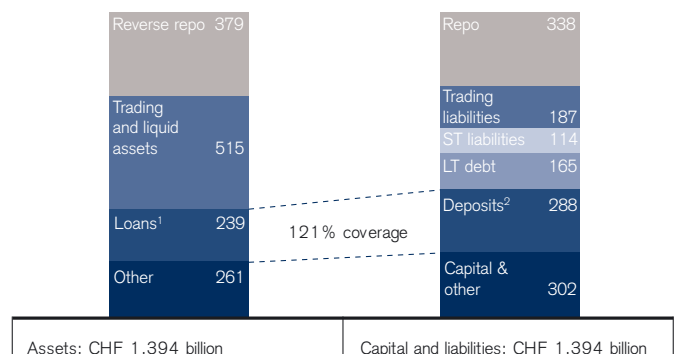 Reverse repo 379
Trading
and liquid
assets 515
Loans¹ 239
Other 261
121% coverage
Repo 338
Trading
liabilities 187
ST liabilities 114
LT debt 165
Deposits² 288
Capital &
other 302
Assets: CHF 1,394 billion
Capital and liabilities: CHF 1,394 billion